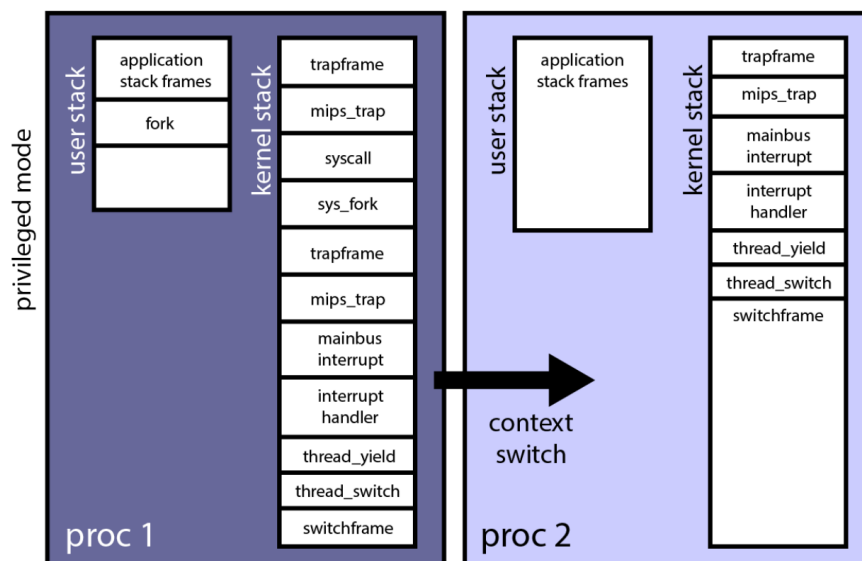 privileged mode
user stack
application
stack frames
fork
kernel stack
trapframe
mips_trap
syscall
sys_fork
trapframe
mips_trap
mainbus
interrupt
interrupt
handler
thread_yield
thread_switch
switchframe
proc 1
context
switch
user stack
application
stack frames
kernel stack
trapframe
mips_trap
mainbus
interrupt
interrupt
handler
thread_yield
thread_switch
switchframe
proc 2